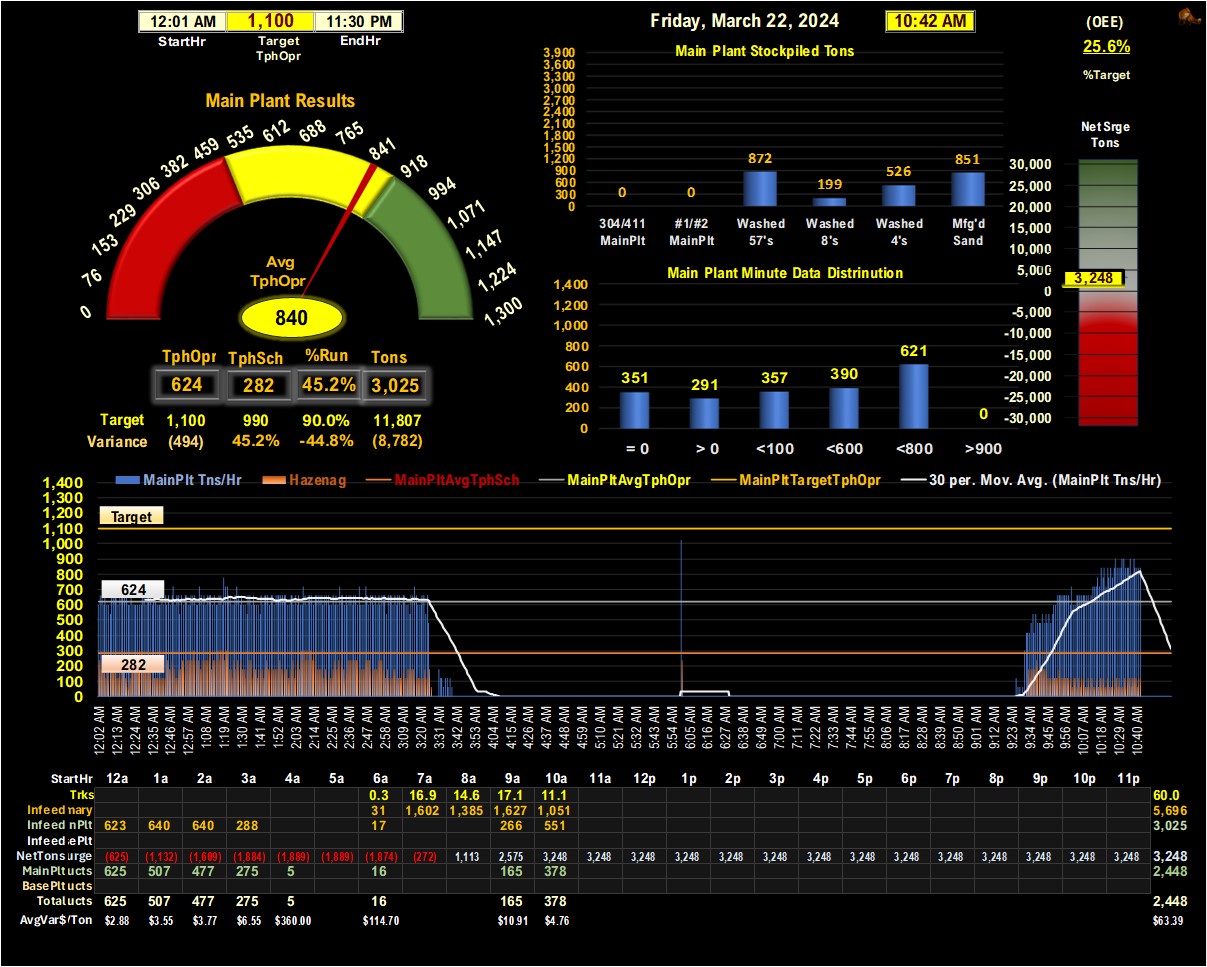 12:01 AM 1,100 11:30 PM
StartHr Target EndHr
TphOpr
Friday, March 22, 2024
10:42 AM
(OEE)
25.6%
%Target
Main Plant Results
0 76 153 229 306 382 459 535 612 688 765 841 918 994 1,071 1,147 1,224 1,300
Avg
TphOpr
840
TphOpr TphSch %Run Tons
624 282 45.2% 3,025
Target 1,100 990 90.0% 11,807
Variance (494) 45.2% -44.8% (8,782)
Main Plant Stockpiled Tons
3,900
3,600
3,300
3,000
2,700
2,400
2,100
1,800
1,500
1,200
900
600
300
0
0 0 872 199 526 851
304/411 #1/#2 Washed Washed Washed Mfg'd
MainPlt MainPlt 57's 8's 4's Sand
Main Plant Minute Data Distrinution
1,400
1,200
1,000
800
600
400
200
0
351 291 357 390 621 0
= 0 > 0 <100 <600 <800 >900
Net Srge
Tons
30,000
25,000
20,000
15,000
10,000
5,000
3,248
0
-5,000
-10,000
-15,000
-20,000
-25,000
-30,000
MainPlt Tns/Hr Hazenag MainPltAvgTphSch MainPltAvgTphOpr MainPltTargetTphOpr 30 per. Mov. Avg. (MainPlt Tns/Hr)
1,400
1,300
1,200
1,100
1,000
900
800
700
600
500
400
300
200
100
0
Target
624
282
12:02 AM 12:13 AM 12:24 AM 12:35 AM 12:46 AM 12:57 AM 1:08 AM 1:19 AM 1:30 AM 1:41 AM 1:52 AM 2:03 AM 2:14 AM 2:25 AM 2:36 AM 2:47 AM 2:58 AM 3:09 AM 3:20 AM 3:31 AM 3:42 AM 3:53 AM 4:04 AM 4:15 AM 4:26 AM 4:37 AM 4:48 AM 4:59 AM 5:10 AM 5:21 AM 5:32 AM 5:43 AM 5:54 AM 6:05 AM 6:16 AM 6:27 AM 6:38 AM 6:49 AM 7:00 AM 7:11 AM 7:22 AM 7:33 AM 7:44 AM 7:55 AM 8:06 AM 8:17 AM 8:28 AM 8:39 AM 8:50 AM 9:01 AM 9:12 AM 9:23 AM 9:34 AM 9:45 AM 9:56 AM 10:07 AM 10:18 AM 10:29 AM 10:40 AM
StartHr 12a 1a 2a 3a 4a 5a 6a 7a 8a 9a 10a 11a 12p 1p 2p 3p 4p 5p 6p 7p 8p 9p 10p 11p
Trks 0.3 16.9 14.6 17.1 11.1 60.0
Infeed nary 31 1,602 1,385 1,627 1,051 5,696
Infeed nPlt 623 640 640 288 17 266 551 3,025
Infeed ePlt
NetTons urge (625) (1,132) (1,609) (1,884) (1,889) (1,889) (1,874) (272) 1,113 2,575 3,248 3,248 3,248 3,248 3,248 3,248 3,248 3,248 3,248 3,248 3,248 3,248 3,248 3,248 3,248
MainPlt ucts 625 507 477 275 5 16 165 378 2,448
BasePlt ucts
Total ucts 625 507 477 275 5 16 165 378 2,448
AvgVar$/Ton $2.88 $3.55 $3.77 $6.55 $360.00 $114.70 $10.91 $4.76 $63.39